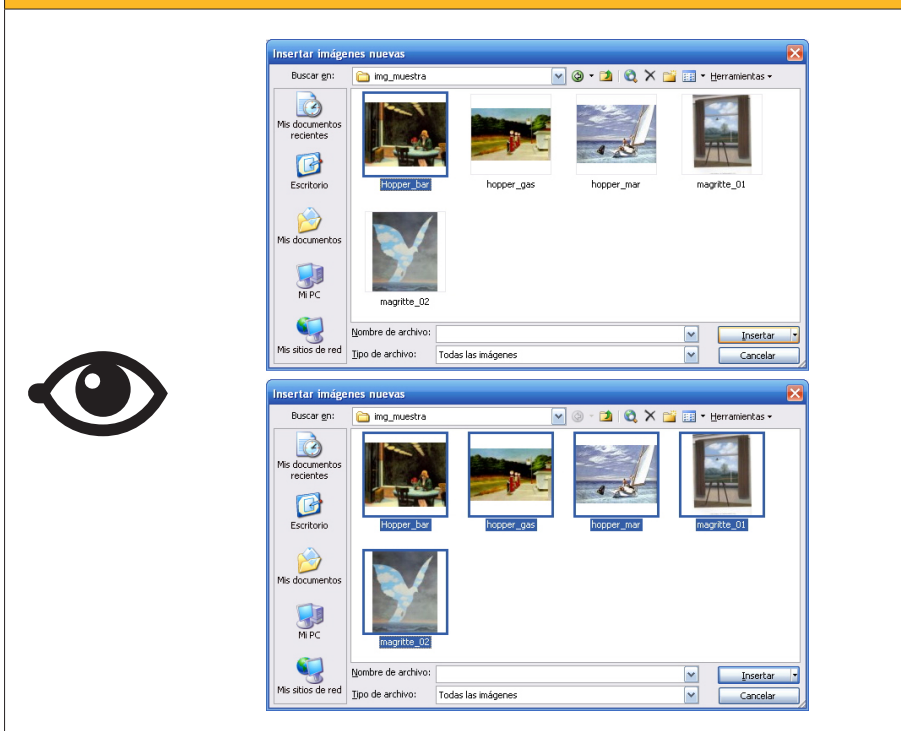 Insertar imágenes nuevas
Buscar en: img_muestra Herramientas
Mis documentos recientes
Escritorio
Mis documentos
Mi PC
Mis sitios de red
Hopper_bar hopper_gas hopper_mar magritte_01
magritte_02
Nombre de archivo: Insertar
Tipo de archivo: Todas las imágenes Cancelar
Insertar imágenes nuevas
Buscar en: img_muestra Herramientas
Mis documentos recientes
Escritorio
Mis documentos
Mi PC
Mis sitios de red
Hopper_bar hopper_gas hopper_mar magritte_01
magritte_02
Nombre de archivo: Insertar
Tipo de archivo: Todas las imágenes Cancelar